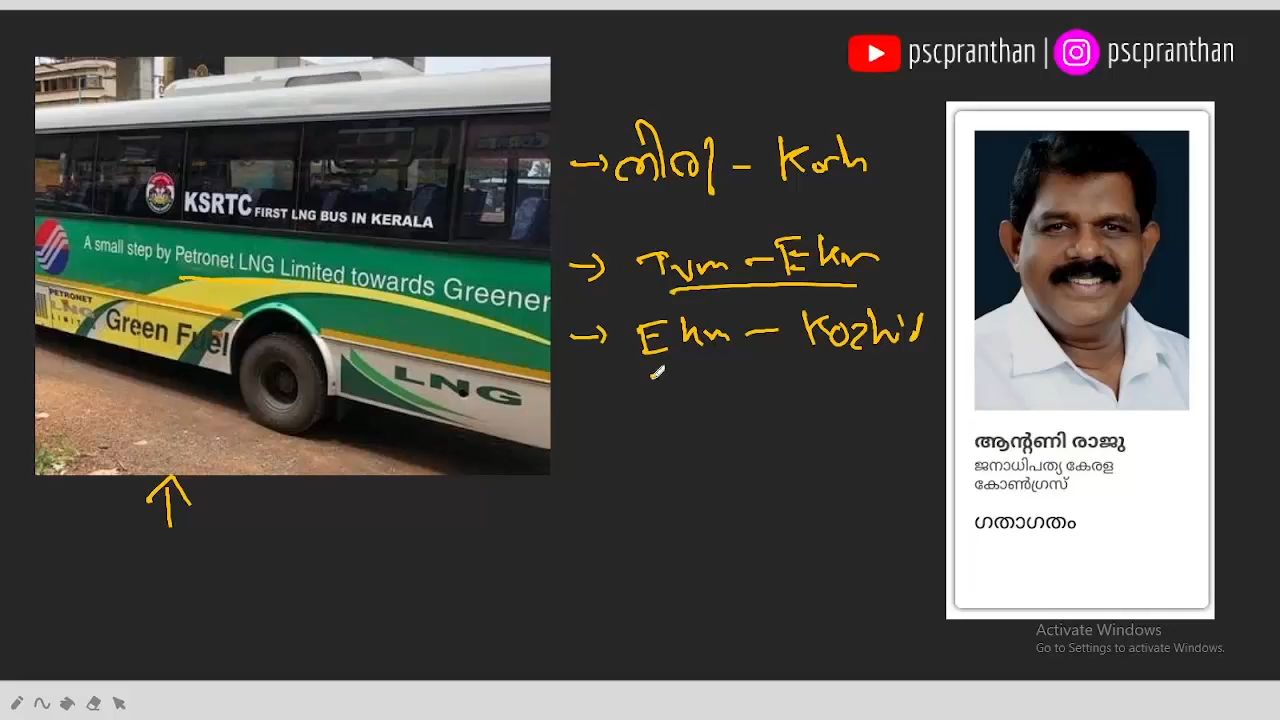 pscpranthan | pscpranthan
KSRTC FIRST LNG BUS IN KERALA
A small step by Petronet LNG Limited towards Greener
PETRONET
LNG
LIMITED
Green Fuel
LNG
Tvm - Ekm
Ekm - Kozhi
ആന്റണി രാജു
ജനാധിപത്യ കേരള
കോൺഗ്രസ്
ഗതാഗതം
Activate Windows
Go to Settings to activate Windows.